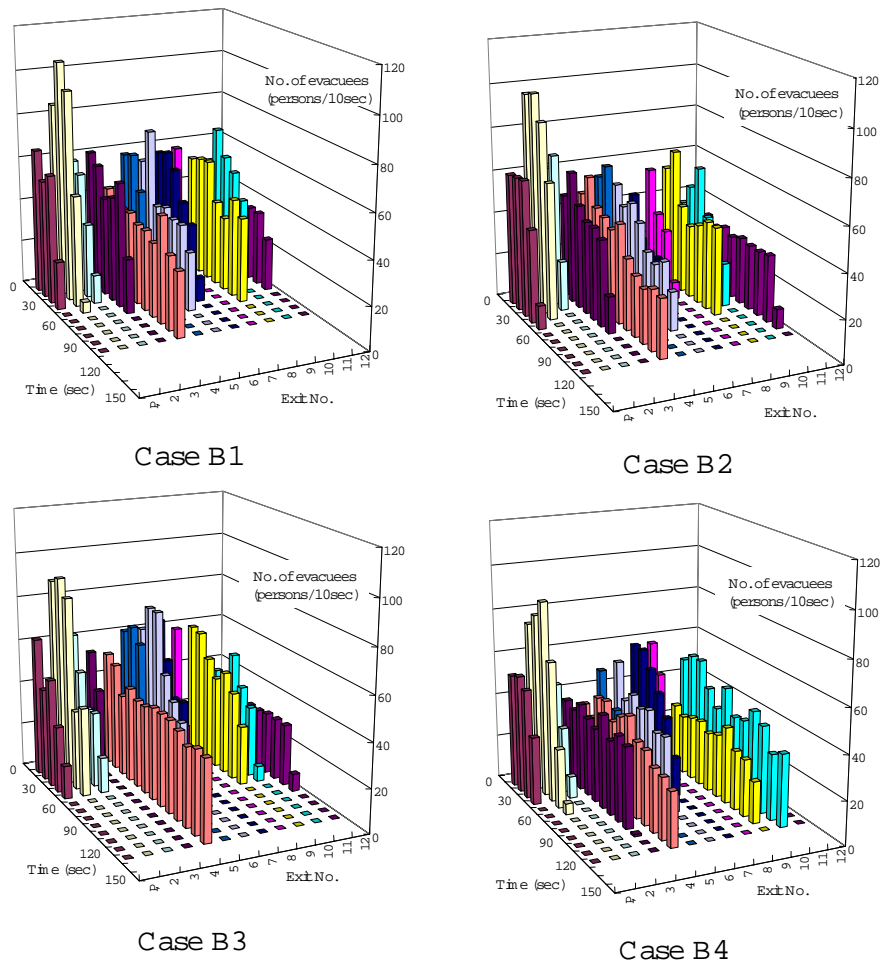 120
No. of evacuees
(persons/10sec)
100
80
60
40
20
0
0
30
60
90
120
150
Time (sec)
2 3 4 5 6 7 8 9 10 11 12
Exit No.
Case B1
120
No. of evacuees
(persons/10sec)
100
80
60
40
20
0
0
30
60
90
120
150
Time (sec)
2 3 4 5 6 7 8 9 10 11 12
Exit No.
Case B2
120
No. of evacuees
(persons/10sec)
100
80
60
40
20
0
0
30
60
90
120
150
Time (sec)
2 3 4 5 6 7 8 9 10 11 12
Exit No.
Case B3
120
No. of evacuees
(persons/10sec)
100
80
60
40
20
0
0
30
60
90
120
150
Time (sec)
2 3 4 5 6 7 8 9 10 11 12
Exit No.
Case B4